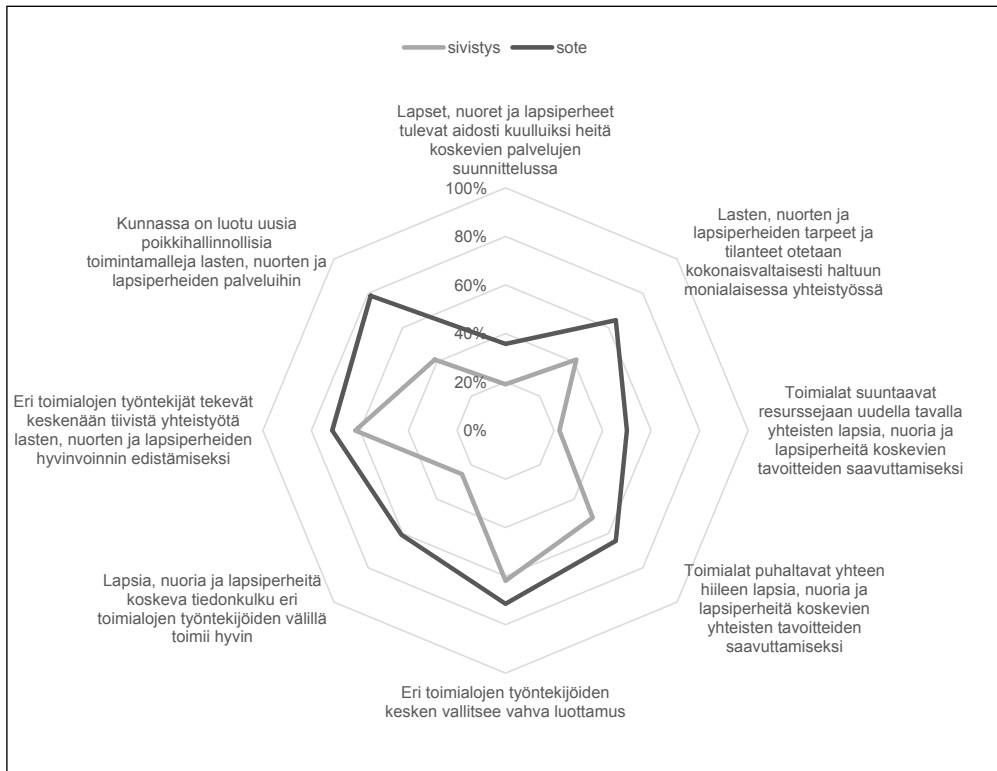 sivistys
sote
Lapset, nuoret ja lapsiperheet
tulevat aidosti kuulluiksi heitä
koskevien palvelujen
suunnittelussa
Lasten, nuorten ja
lapsiperheiden tarpeet ja
tilanteet otetaan
kokonaisvaltaisesti haltuun
monialaisessa yhteistyössä
Toimialat suuntaavat
resurssejaan uudella tavalla
yhteisten lapsia, nuoria ja
lapsiperheitä koskevien
tavoitteiden saavuttamiseksi
Toimialat puhaltavat yhteen
hiileen lapsia, nuoria ja
lapsiperheitä koskevien
yhteisten tavoitteiden
saavuttamiseksi
Eri toimialojen työntekijöiden
kesken vallitsee vahva luottamus
Lapsia, nuoria ja lapsiperheitä
koskeva tiedonkulku eri
toimialojen työntekijöiden välillä
toimii hyvin
Eri toimialojen työntekijät tekevät
keskenään tiivistä yhteistyötä
lasten, nuorten ja lapsiperheiden
hyvinvoinnin edistämiseksi
Kunnassa on luotu uusia
poikkihallinnollisia
toimintamalleja lasten, nuorten ja
lapsiperheiden palveluihin
100%
80%
60%
40%
20%
0%